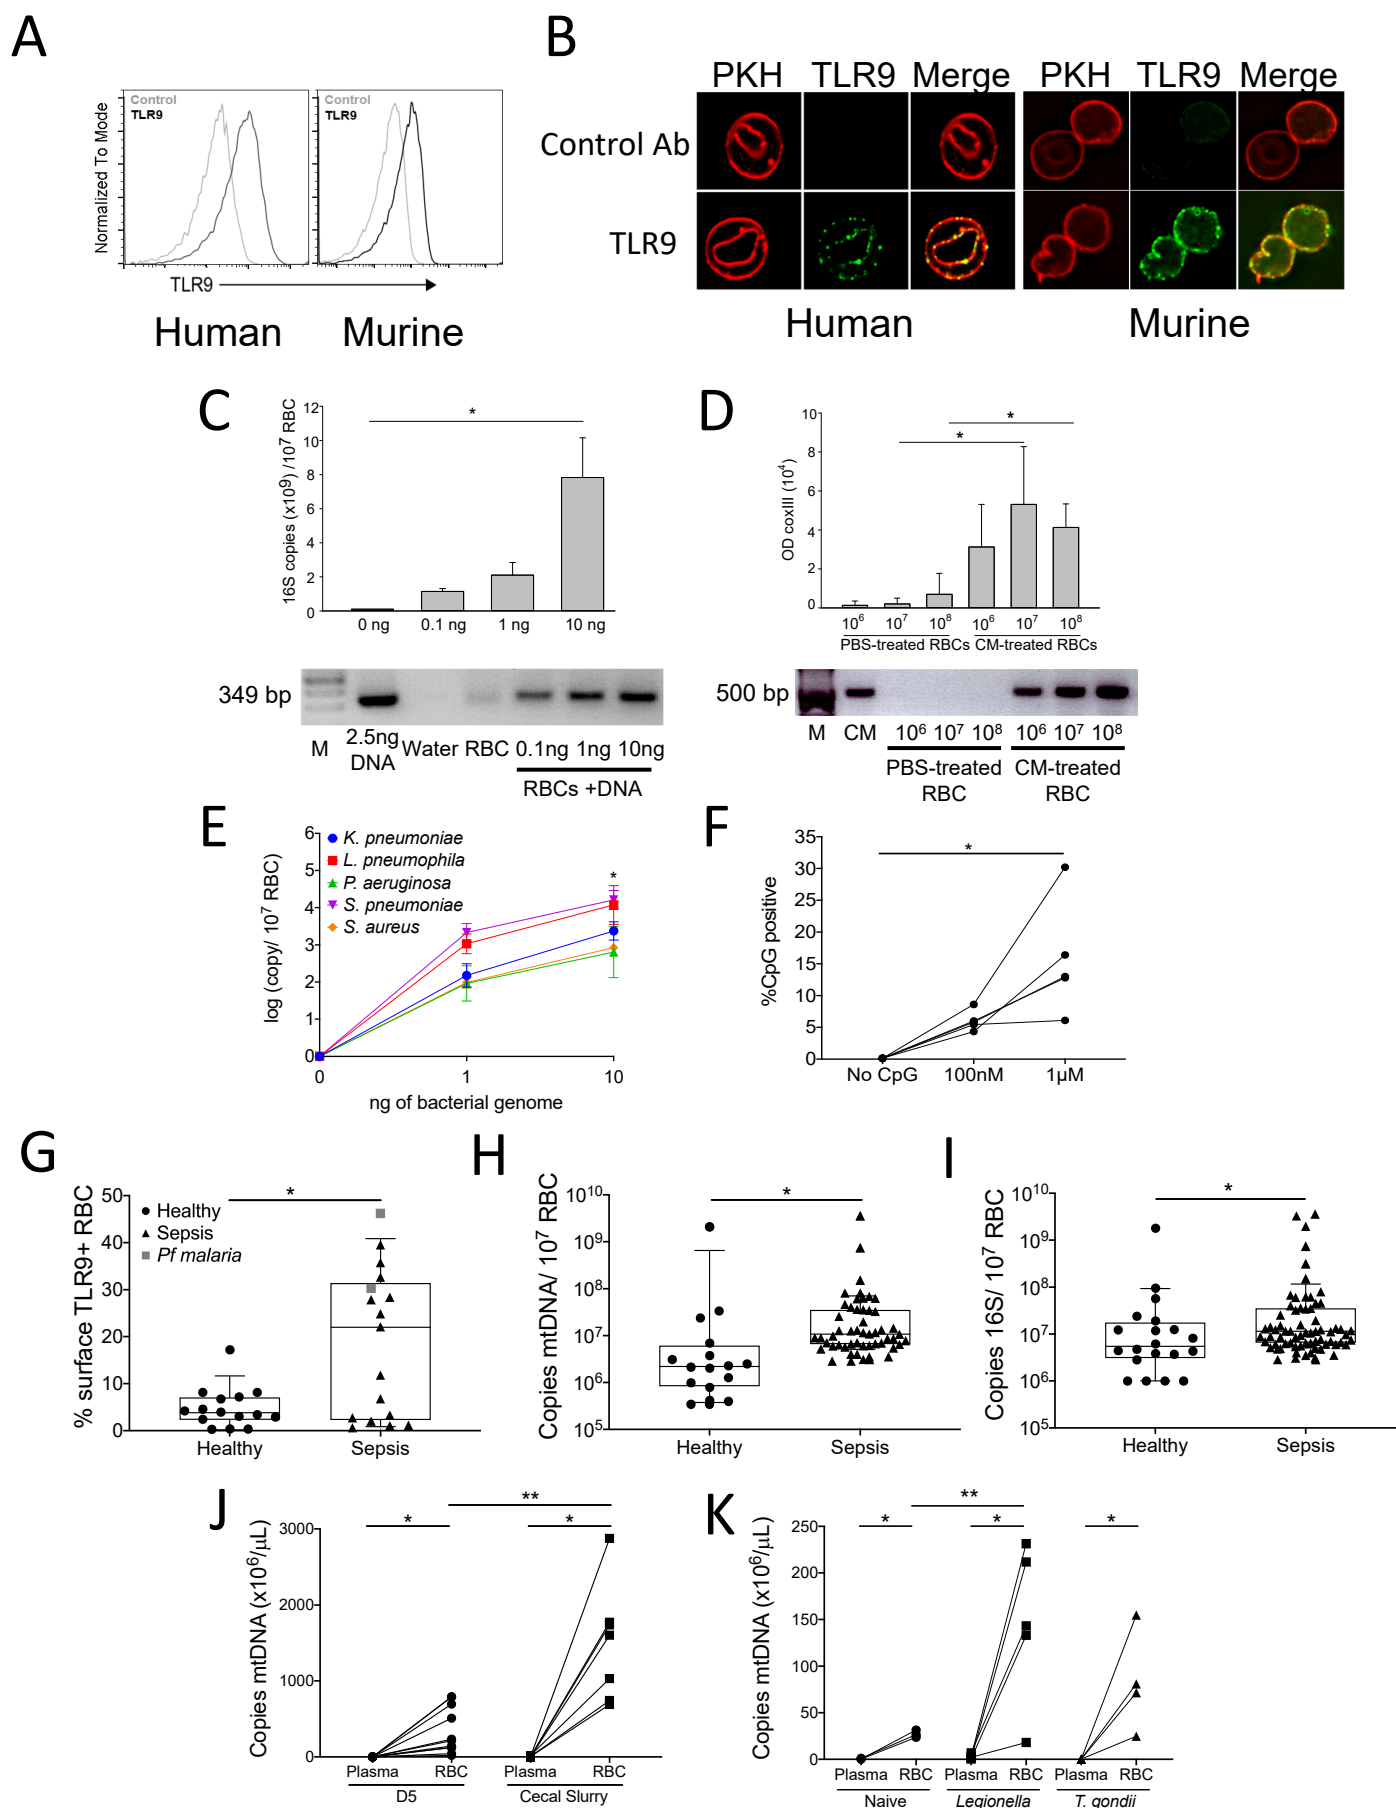 A
Control
TLR9
Control
TLR9
Normalized To Mode
TLR9
Human
Murine
B
PKH TLR9 Merge PKH TLR9 Merge
Control Ab
TLR9
Human
Murine
C
16S copies (x10⁹) /10⁷ RBC
12
10
8
6
4
2
0
*
0 ng 0.1 ng 1 ng 10 ng
349 bp
M 2.5ng DNA Water RBC 0.1ng 1ng 10ng
RBCs +DNA
D
OD coxIII (10⁴)
10
8
6
4
2
0
*
*
10⁶ 10⁷ 10⁸ 10⁶ 10⁷ 10⁸
PBS-treated RBCs CM-treated RBCs
500 bp
M CM 10⁶ 10⁷ 10⁸ 10⁶ 10⁷ 10⁸
PBS-treated RBC
CM-treated RBC
E
log (copy/ 10⁷ RBC)
6
5
4
3
2
1
0
K. pneumoniae
L. pneumophila
P. aeruginosa
S. pneumoniae
S. aureus
*
0 1 10
ng of bacterial genome
F
%CpG positive
35
30
25
20
15
10
5
0
*
No CpG 100nM 1µM
G
% surface TLR9+ RBC
50
40
30
20
10
0
Healthy
Sepsis
Pf malaria
*
Healthy Sepsis
H
Copies mtDNA/ 10⁷ RBC
10¹⁰
10⁹
10⁸
10⁷
10⁶
10⁵
*
Healthy Sepsis
I
Copies 16S/ 10⁷ RBC
10¹⁰
10⁹
10⁸
10⁷
10⁶
10⁵
*
Healthy Sepsis
J
Copies mtDNA (x10⁶/µL)
3000
2000
1000
0
*
**
*
Plasma RBC Plasma RBC
D5 Cecal Slurry
K
Copies mtDNA (x10⁶/µL)
250
200
150
100
50
0
*
**
*
*
Plasma RBC Plasma RBC Plasma RBC
Naive Legionella T. gondii